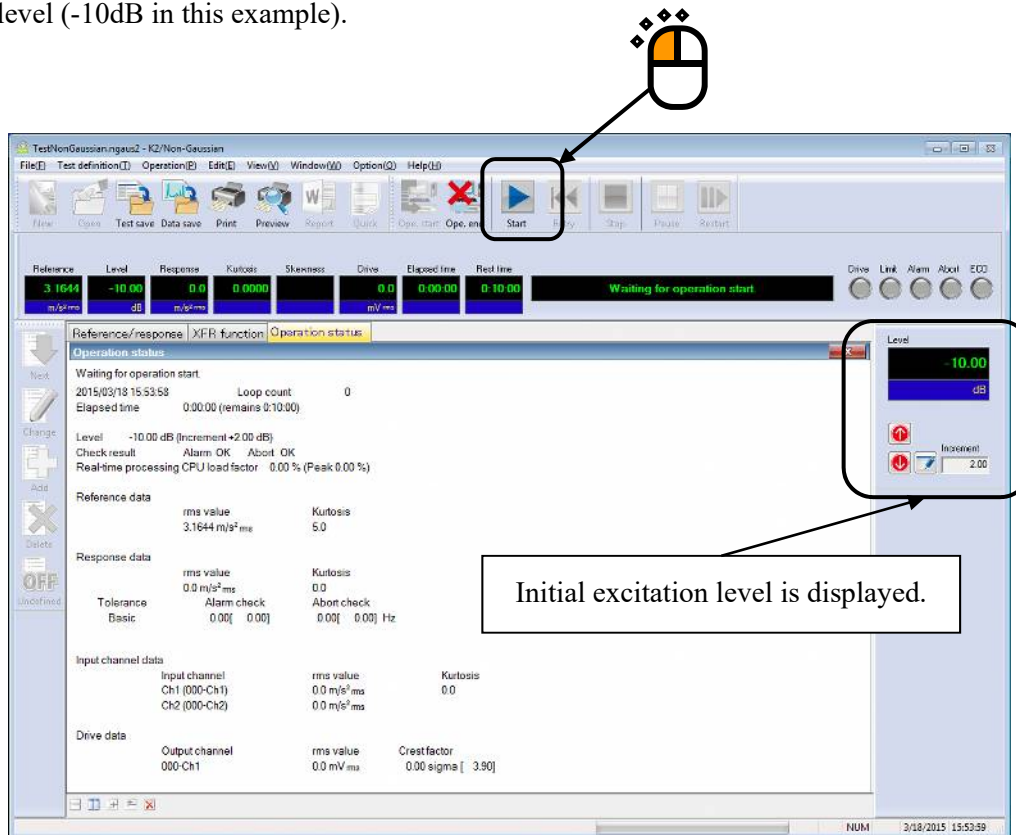 level (-10dB in this example).
TestNonGaussian.ngaus2 - K2/Non-Gaussian
File(F) Test definition(T) Operation(P) Edit(E) View(V) Window(W) Option(O) Help(H)
New Open Test save Data save Print Preview Report Quick Ope. start Ope. end Start Retry Stop Pause Restart
Reference Level Response Kurtosis Skewness Drive Elapsed time Rest time Drive Limit Alarm Abort ECO
3.1644 -10.00 0.0 0.0000 0.0 0:00:00 0:10:00 Waiting for operation start
m/s² rms dB m/s² rms mV rms
Reference/response XFR function Operation status
Operation status
Waiting for operation start.
2015/03/18 15:53:58 Loop count 0
Elapsed time 0:00:00 (remains 0:10:00)
Level -10.00 dB (Increment +2.00 dB)
Check result Alarm OK Abort OK
Real-time processing CPU load factor 0.00 % (Peak 0.00 %)
Reference data
rms value Kurtosis
3.1644 m/s² rms 5.0
Response data
rms value Kurtosis
0.0 m/s² rms 0.0
Tolerance Alarm check Abort check
Basic 0.00[ 0.00] 0.00[ 0.00] Hz
Input channel data
Input channel rms value Kurtosis
Ch1 (000-Ch1) 0.0 m/s² rms 0.0
Ch2 (000-Ch2) 0.0 m/s² rms
Drive data
Output channel rms value Crest factor
000-Ch1 0.0 mV rms 0.00 sigma [ 3.90]
Next
Change
Add
Delete
OFF
Undefined
Level
-10.00
dB
Increment
2.00
Initial excitation level is displayed.
NUM 3/18/2015 15:53:59